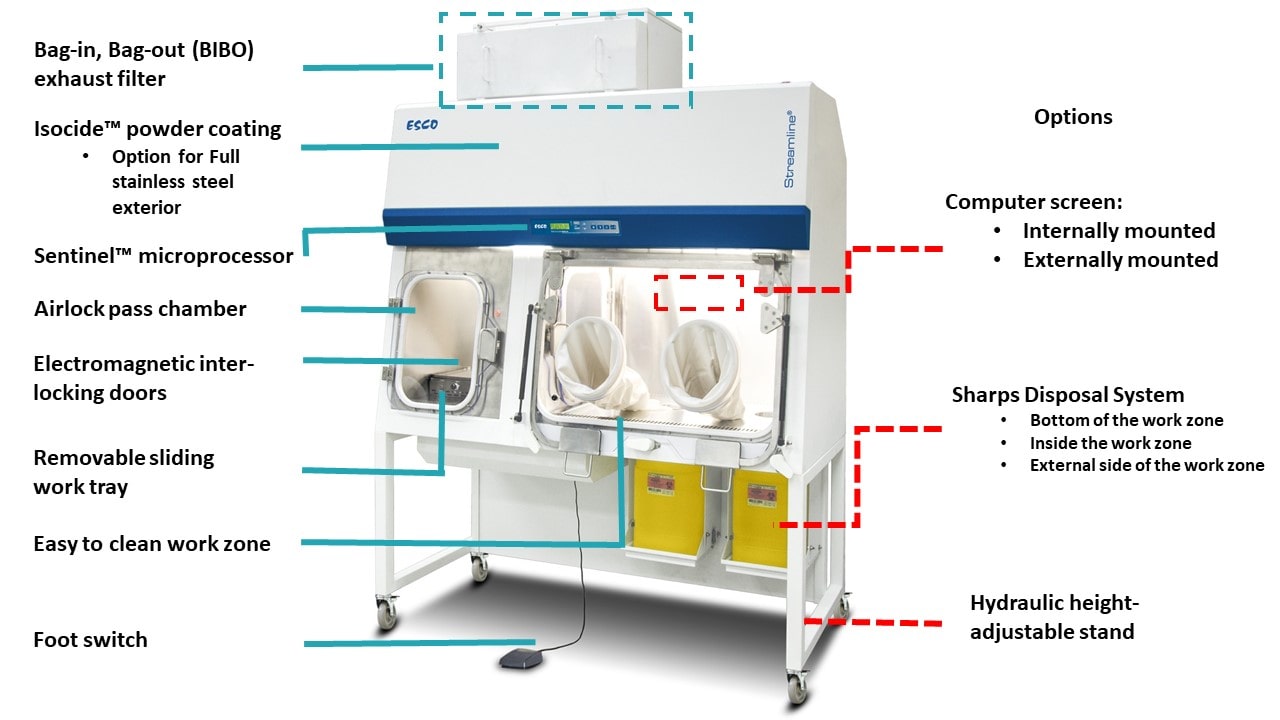 Bag-in, Bag-out (BIBO)
exhaust filter
Isocide™ powder coating
• Option for Full
stainless steel
exterior
Sentinel™ microprocessor
Airlock pass chamber
Electromagnetic inter-
locking doors
Removable sliding
work tray
Easy to clean work zone
Foot switch
ESCO
Streamline®
ESCO
Options
Computer screen:
• Internally mounted
• Externally mounted
Sharps Disposal System
• Bottom of the work zone
• Inside the work zone
• External side of the work zone
Hydraulic height-
adjustable stand